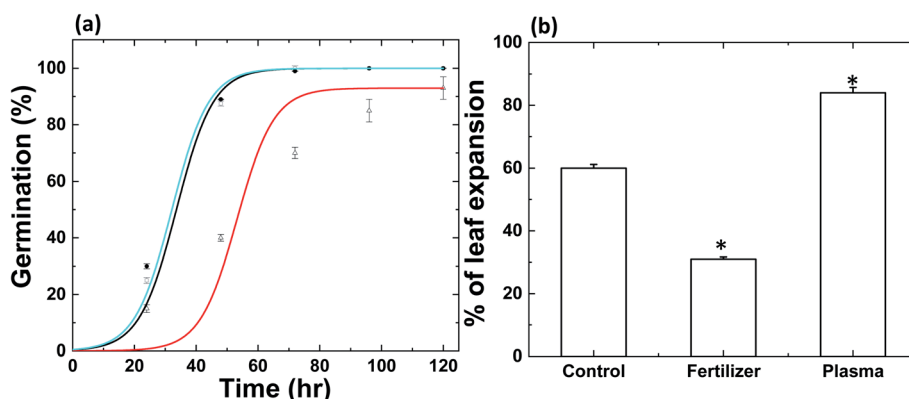 (a)
Germination (%)
100
80
60
40
20
0
0 20 40 60 80 100 120
Time (hr)
(b)
% of leaf expansion
100
80
60
40
20
0
*
*
Control Fertilizer Plasma